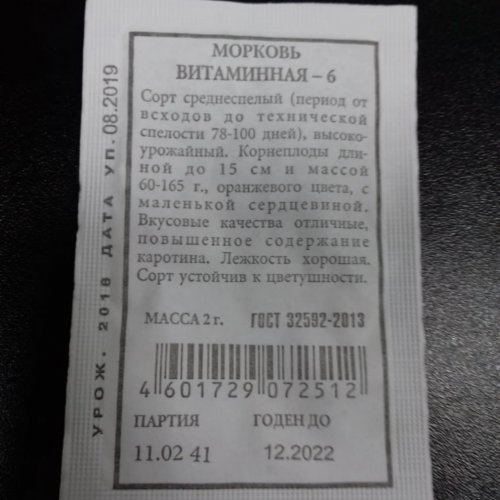 МОРКОВЬ
ВИТАМИННАЯ – 6
Сорт среднеспелый (период от
всходов до технической
спелости 78-100 дней), высоко-
урожайный. Корнеплоды дли-
ной до 15 см и массой
60-165 г., оранжевого цвета, с
маленькой сердцевиной.
Вкусовые качества отличные,
повышенное содержание
каротина. Лежкость хорошая.
Сорт устойчив к цветушности.
МАССА 2 г. ГОСТ 32592-2013
4 601729 072512
ПАРТИЯ ГОДЕН ДО
11.02 41 12.2022
УРОЖ. 2018 ДАТА УП. 08.2019